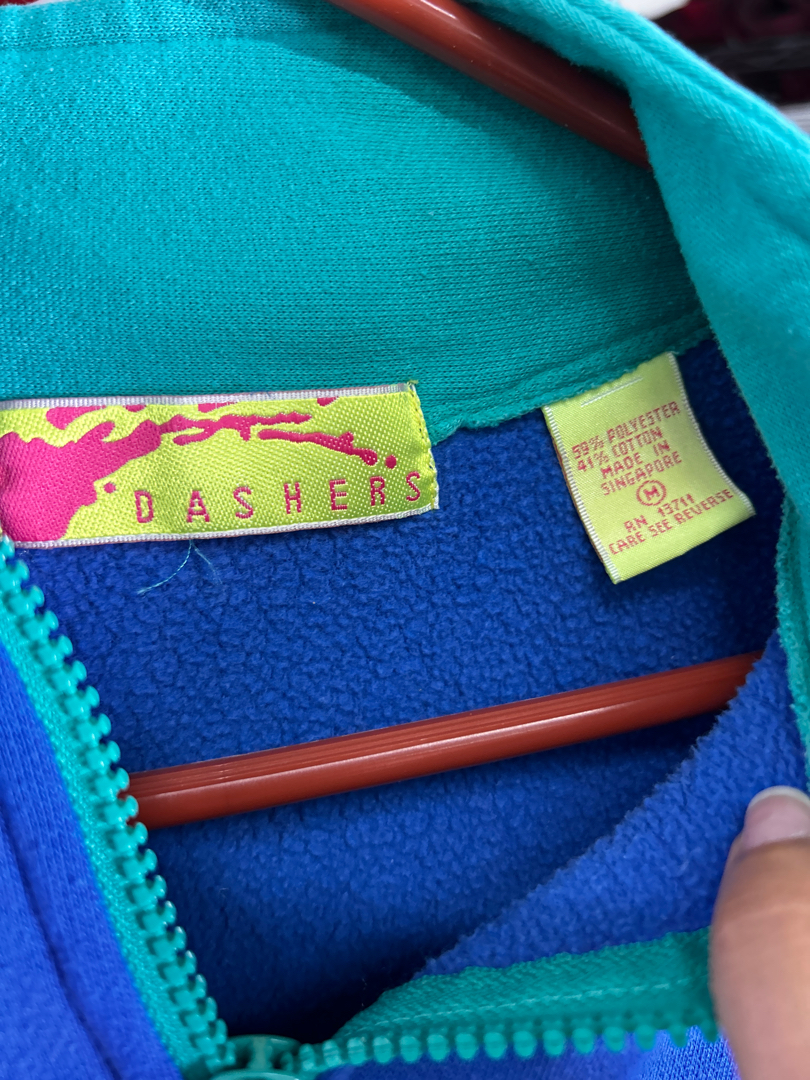 DASHERS
59% POLYESTER
41% COTTON
MADE IN
SINGAPORE
M
RN 13711
CARE SEE REVERSE